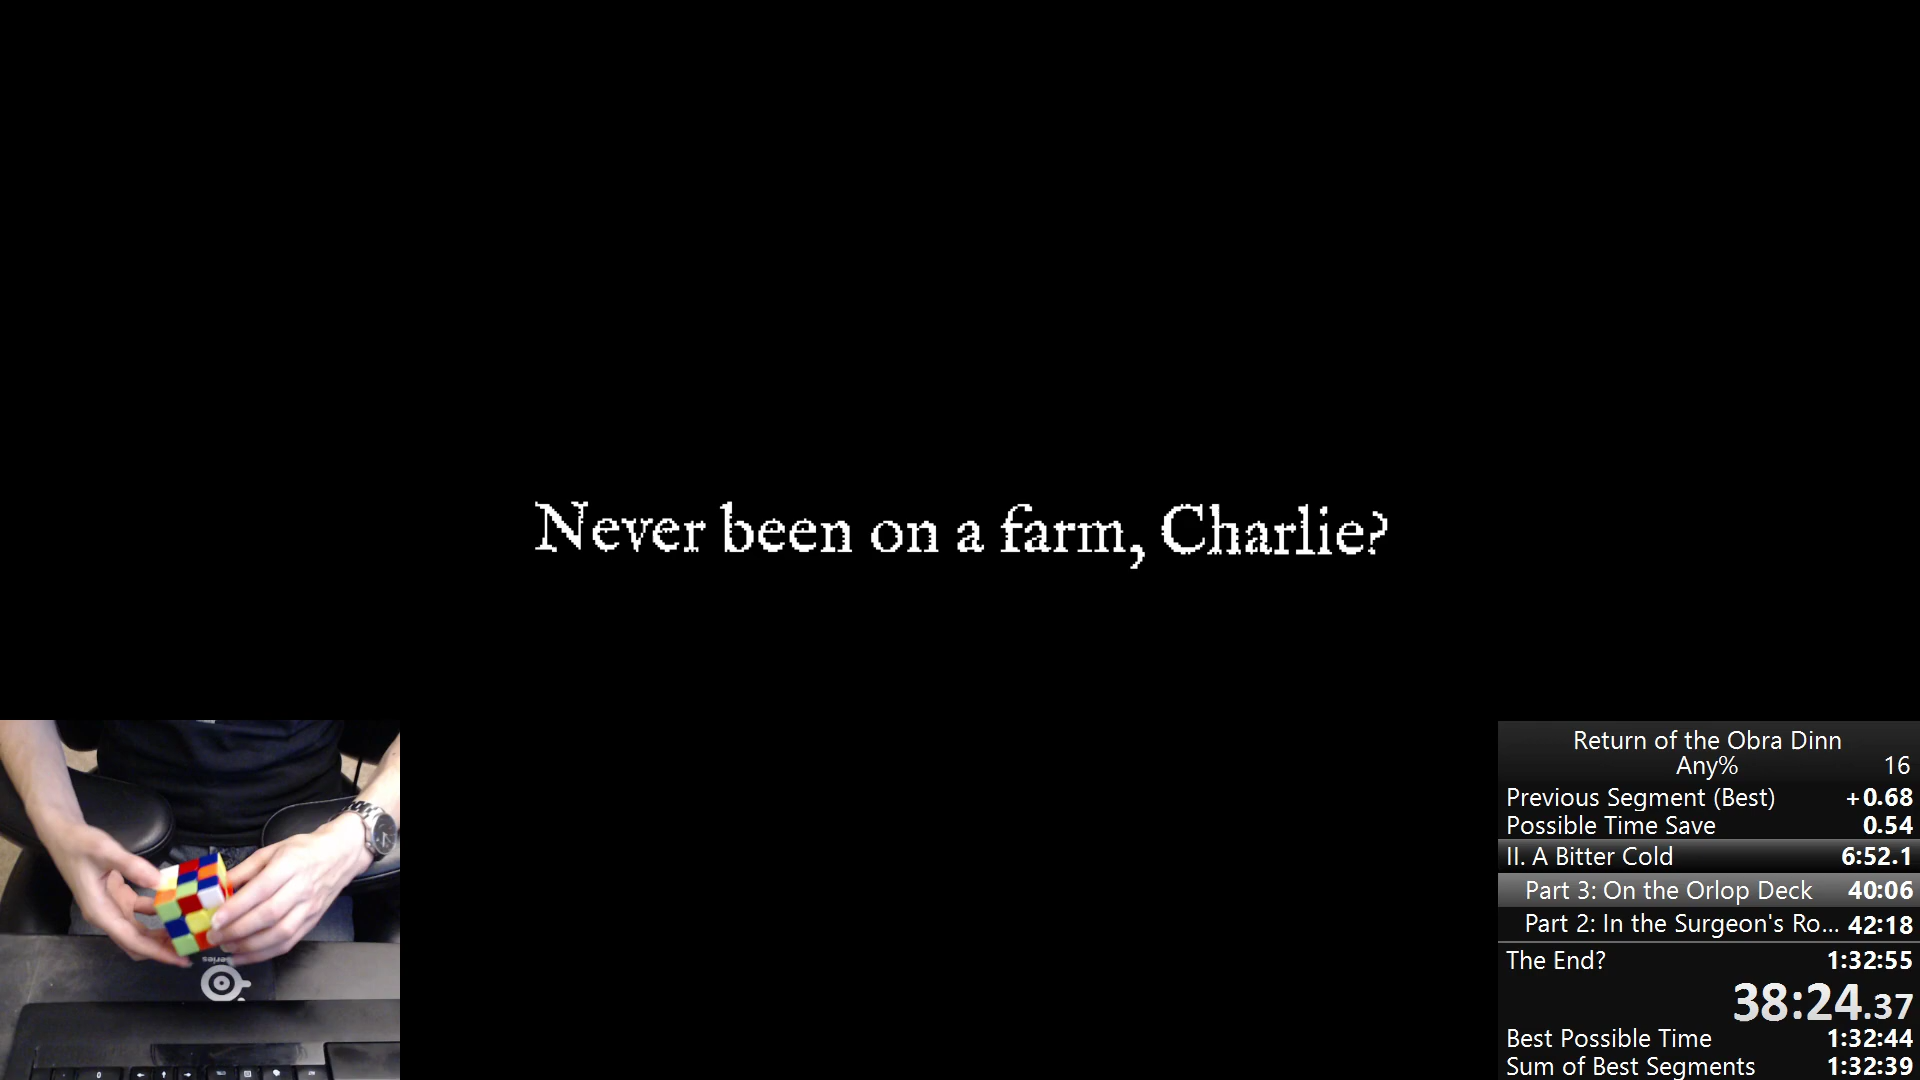 Never been on a farm, Charlie?
Return of the Obra Dinn
Any% 16
Previous Segment (Best) +0.68
Possible Time Save 0.54
II. A Bitter Cold 6:52.1
Part 3: On the Orlop Deck 40:06
Part 2: In the Surgeon's Ro... 42:18
The End? 1:32:55
38:24.37
Best Possible Time 1:32:44
Sum of Best Segments 1:32:39